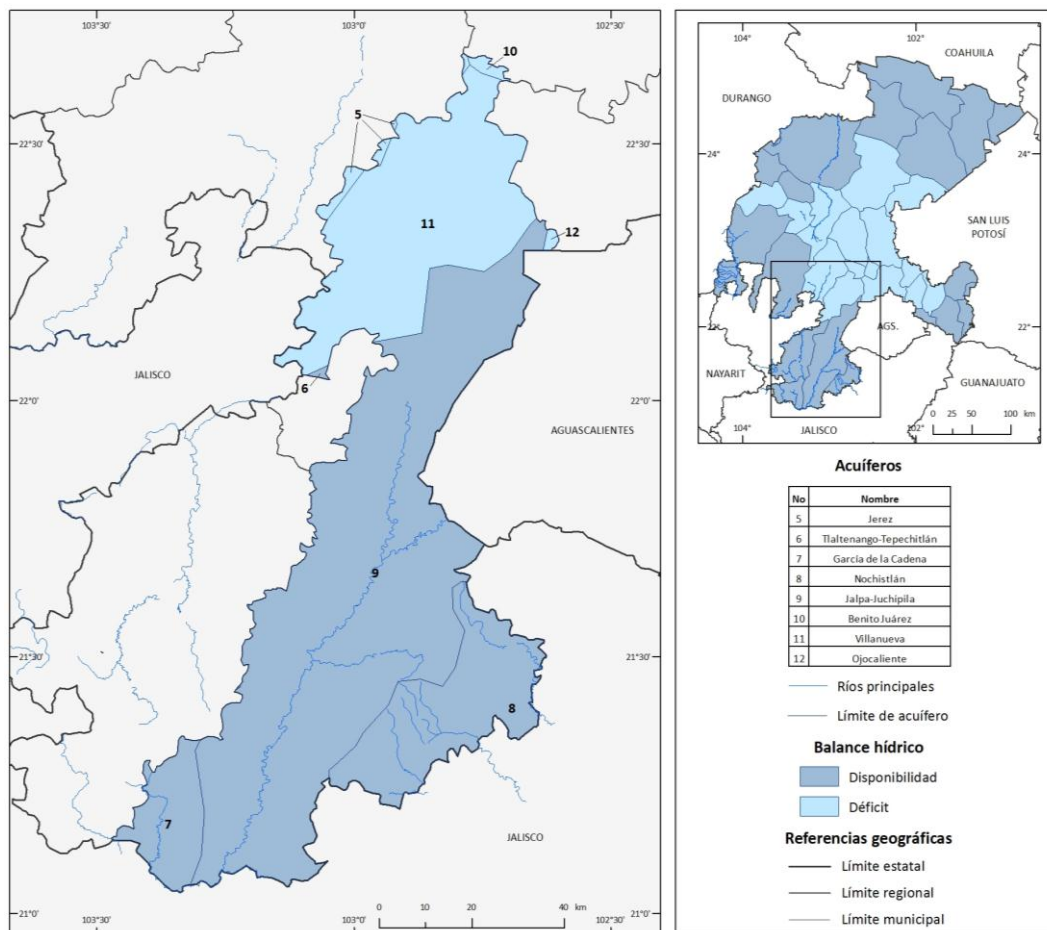 103°30'
103°0'
102°30'
10
5
22°30'
22°30'
11
12
JALISCO
6
22°0'
22°0'
AGUASCALIENTES
9
21°30'
21°30'
8
7
JALISCO
21°0'
21°0'
0 10 20 40 km
103°30'
103°0'
102°30'
104°
102°
COAHUILA
DURANGO
24°
24°
SAN LUIS
POTOSÍ
22°
22°
AGS.
NAYARIT
GUANAJUATO
0 25 50 100 km
104°
102°
JALISCO
Acuíferos
No Nombre
5 Jerez
6 Tlaltenango-Tepechitlán
7 García de la Cadena
8 Nochistlán
9 Jalpa-Juchipila
10 Benito Juárez
11 Villanueva
12 Ojocaliente
Ríos principales
Límite de acuífero
Balance hídrico
Disponibilidad
Déficit
Referencias geográficas
Límite estatal
Límite regional
Límite municipal